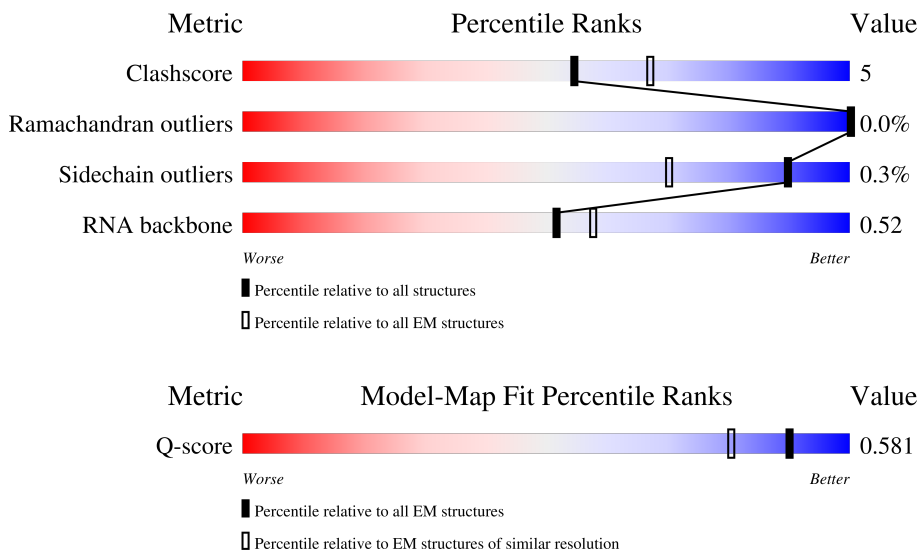 Metric Percentile Ranks Value
Clashscore 5
Ramachandran outliers 0.0%
Sidechain outliers 0.3%
RNA backbone 0.52
Worse Better
Percentile relative to all structures
Percentile relative to all EM structures
Metric Model-Map Fit Percentile Ranks Value
Q-score 0.581
Worse Better
Percentile relative to all EM structures
Percentile relative to EM structures of similar resolution